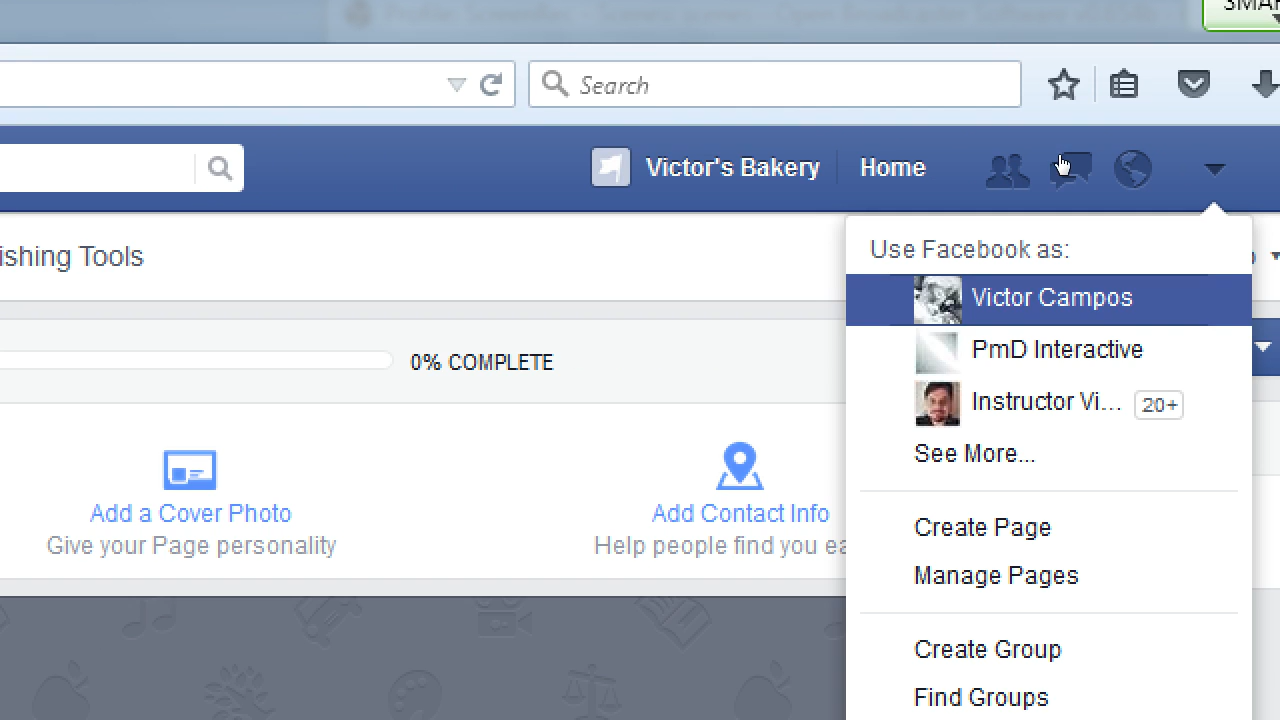 SMAR
Search
Victor's Bakery
Home
ishing Tools
Use Facebook as:
Victor Campos
PmD Interactive
Instructor Vi... 20+
See More...
0% COMPLETE
Add a Cover Photo
Give your Page personality
Add Contact Info
Help people find you ea
Create Page
Manage Pages
Create Group
Find Groups